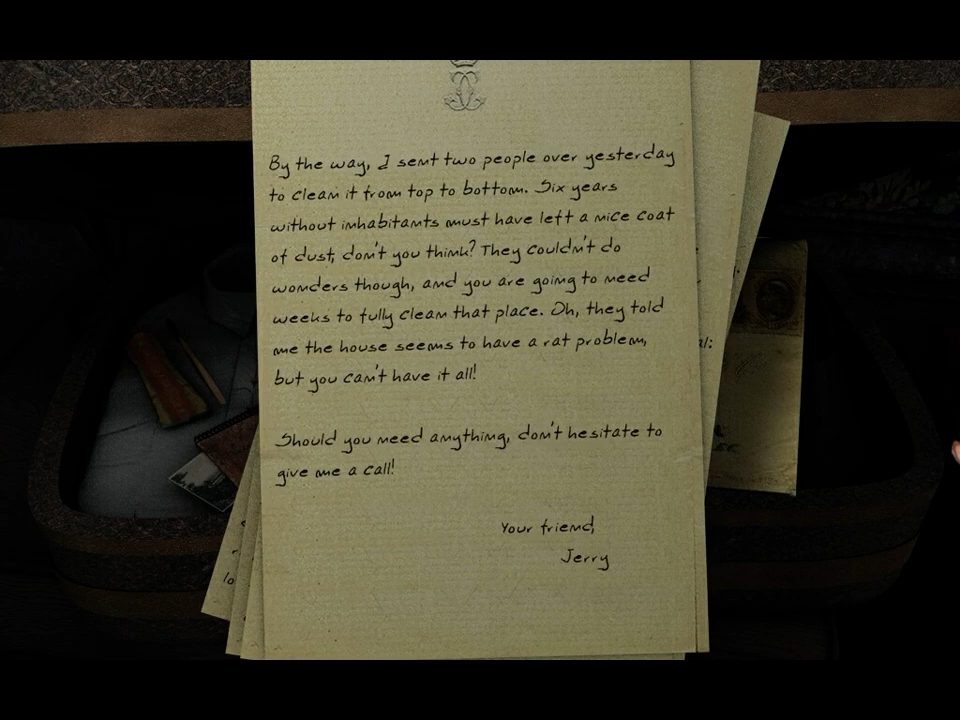 By the way, I sent two people over yesterday
to clean it from top to bottom. Six years
without inhabitants must have left a nice coat
of dust, don't you think? They couldn't do
wonders though, and you are going to need
weeks to fully clean that place. Oh, they told
me the house seems to have a rat problem,
but you can't have it all!
Should you need anything, don't hesitate to
give me a call!
Your friend,
Jerry
lo
al: